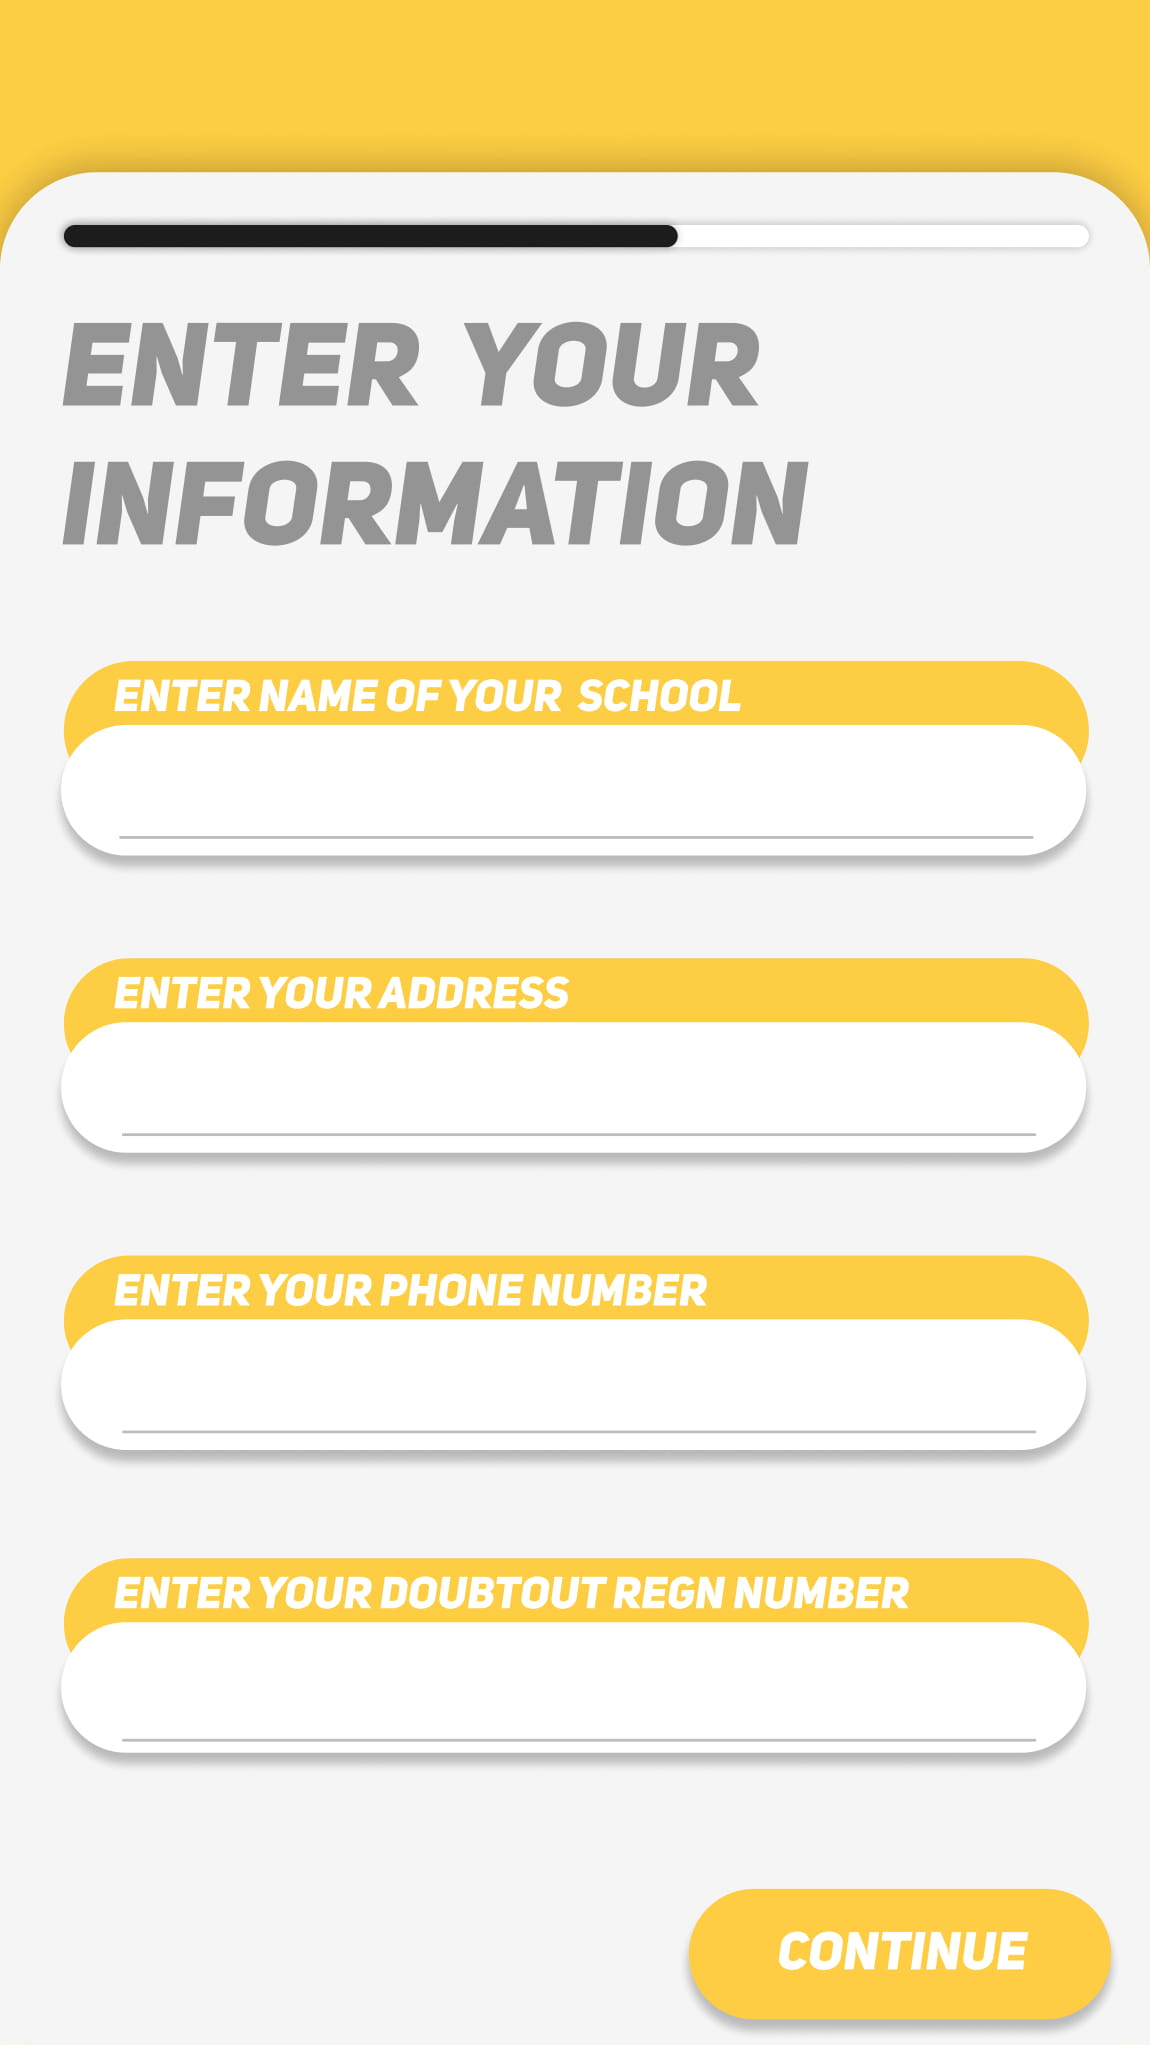 ENTER YOUR
INFORMATION
ENTER NAME OF YOUR SCHOOL
ENTER YOUR ADDRESS
ENTER YOUR PHONE NUMBER
ENTER YOUR DOUBTOUT REGN NUMBER
CONTINUE